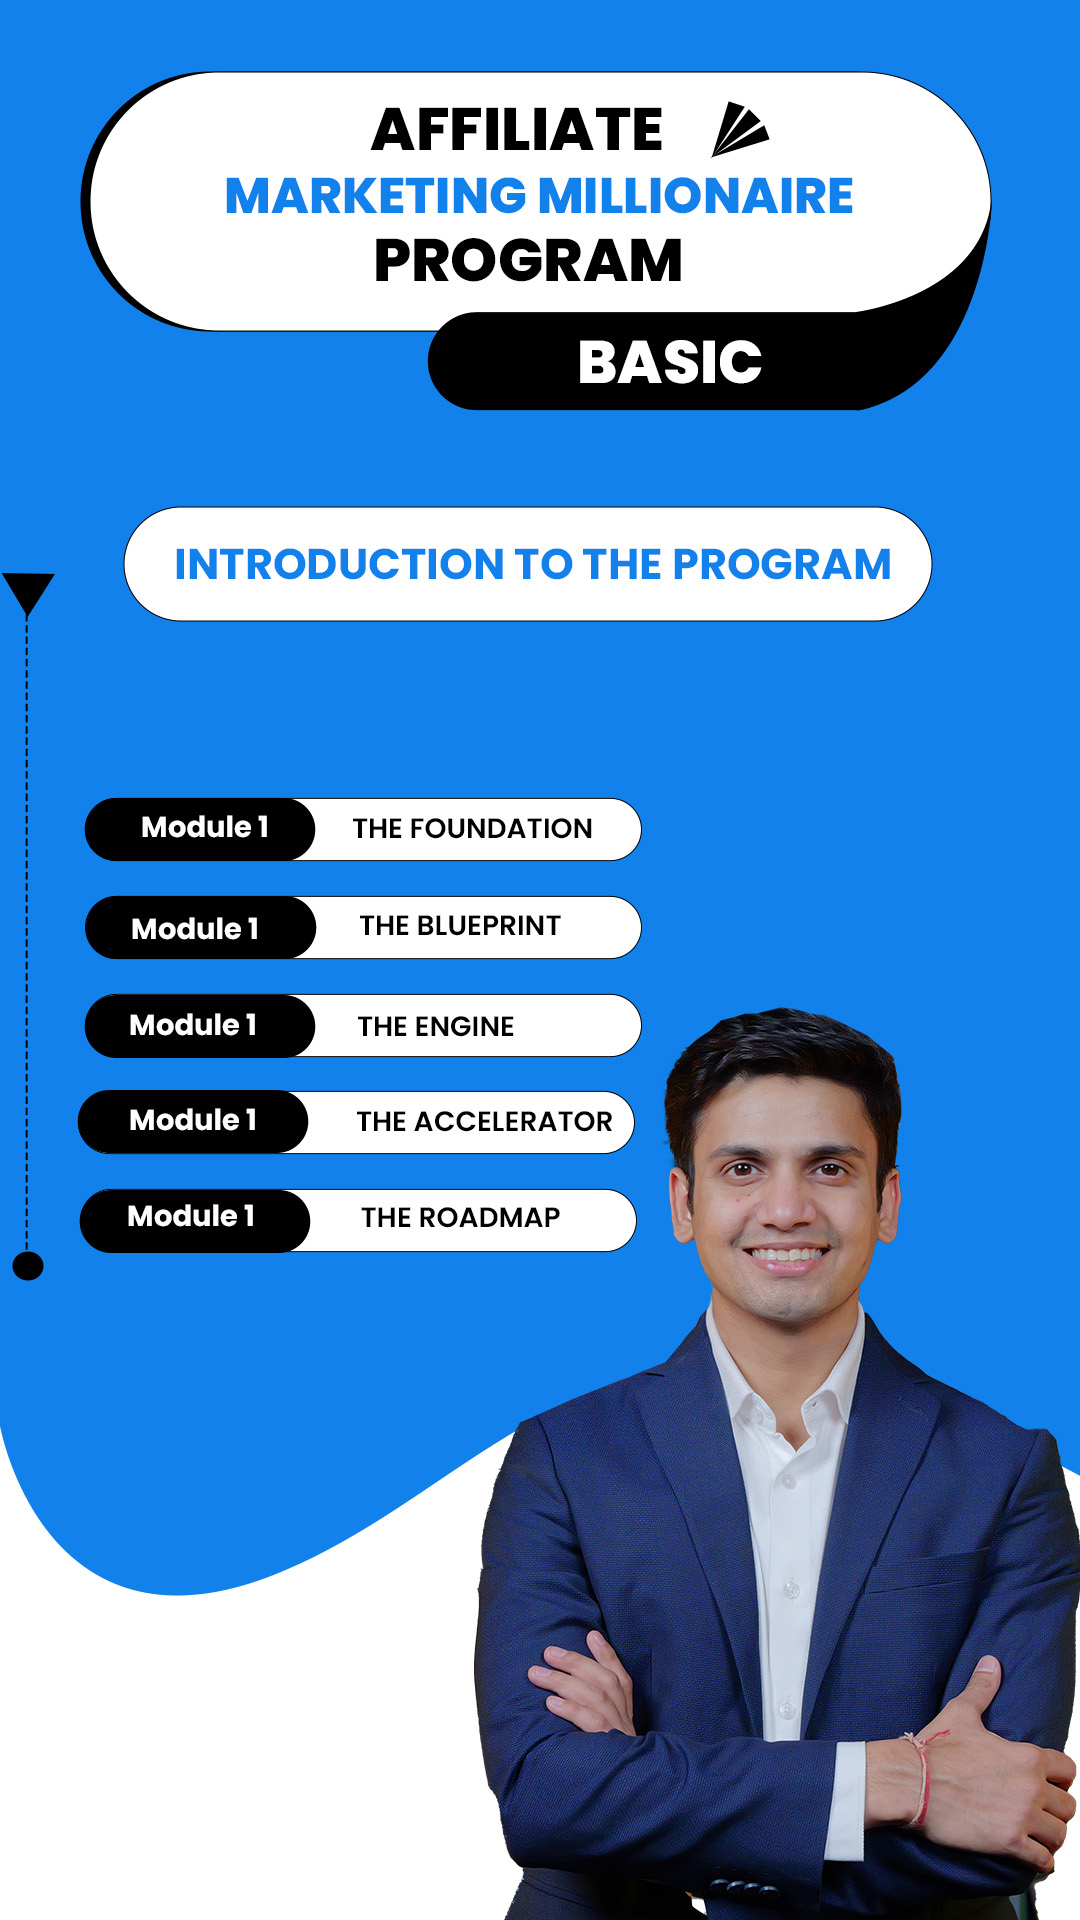 AFFILIATE
MARKETING MILLIONAIRE
PROGRAM
BASIC
INTRODUCTION TO THE PROGRAM
Module 1 THE FOUNDATION
Module 1 THE BLUEPRINT
Module 1 THE ENGINE
Module 1 THE ACCELERATOR
Module 1 THE ROADMAP